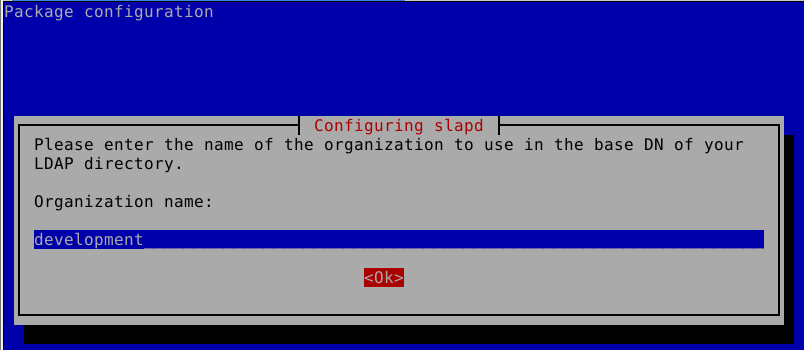 Package configuration
Configuring slapd
Please enter the name of the organization to use in the base DN of your
LDAP directory.
Organization name:
development
<Ok>